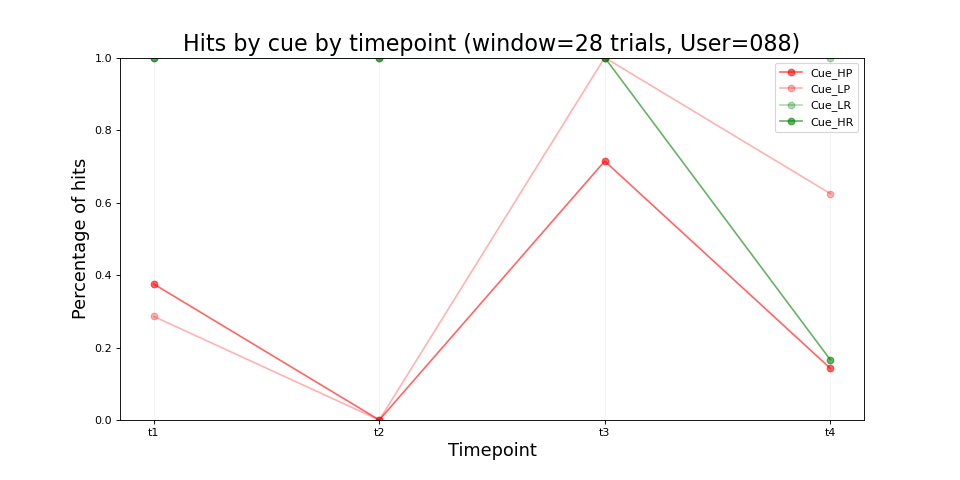 Hits by cue by timepoint (window=28 trials, User=088)
Percentage of hits
1.0
0.8
0.6
0.4
0.2
0.0
Cue_HP
Cue_LP
Cue_LR
Cue_HR
t1 t2 t3 t4
Timepoint